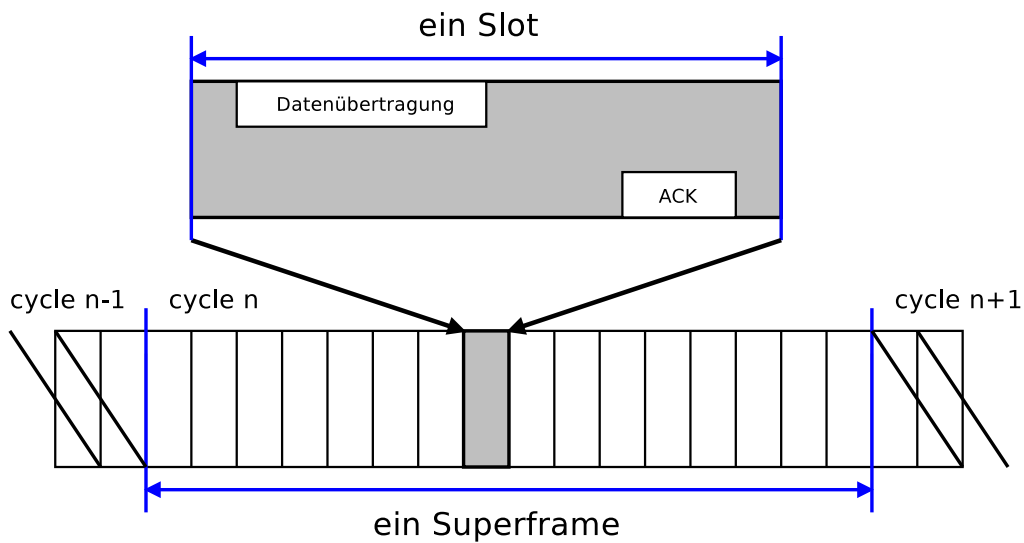 ein Slot
Datenübertragung
ACK
cycle n-1
cycle n
cycle n+1
ein Superframe